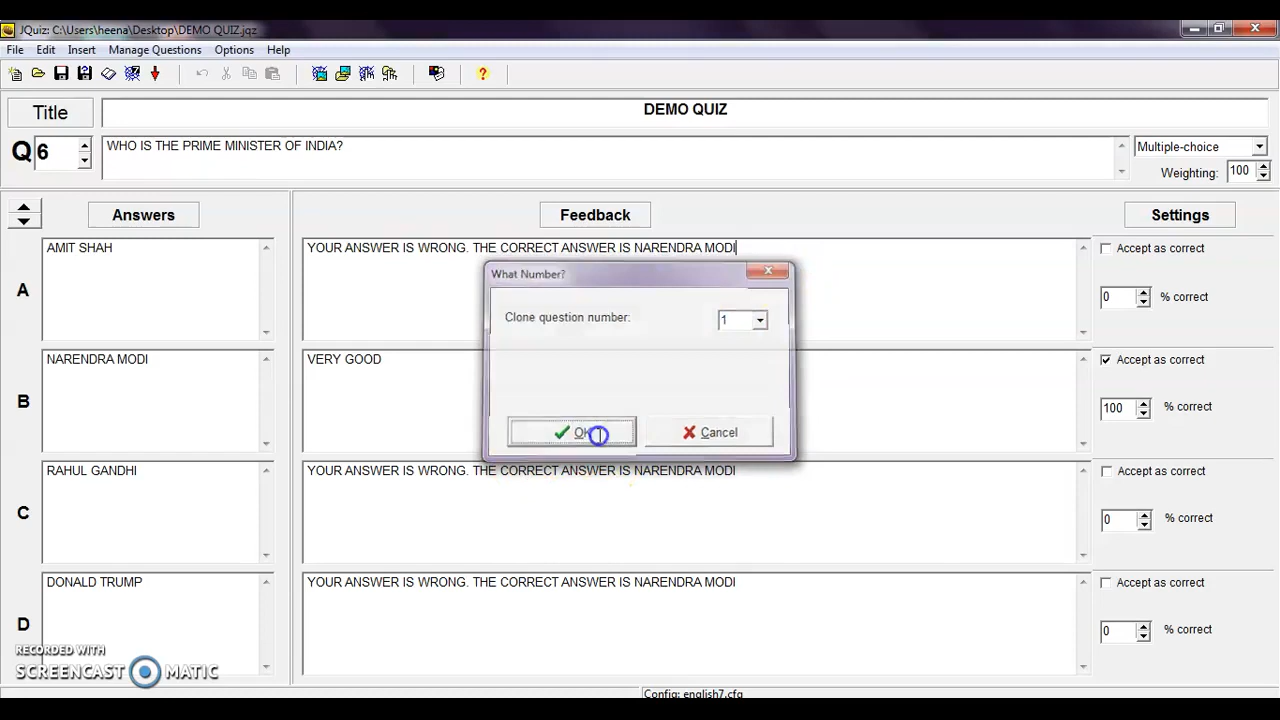 JQuiz: C:\Users\heena\Desktop\DEMO QUIZ.jqz
File Edit Insert Manage Questions Options Help
Title
DEMO QUIZ
Q 6
WHO IS THE PRIME MINISTER OF INDIA?
Multiple-choice
Weighting: 100
Answers
Feedback
Settings
A
AMIT SHAH
YOUR ANSWER IS WRONG. THE CORRECT ANSWER IS NARENDRA MODI
Accept as correct
0 % correct
What Number?
Clone question number: 1
OK
Cancel
B
NARENDRA MODI
VERY GOOD
Accept as correct
100 % correct
C
RAHUL GANDHI
YOUR ANSWER IS WRONG. THE CORRECT ANSWER IS NARENDRA MODI
Accept as correct
0 % correct
D
DONALD TRUMP
YOUR ANSWER IS WRONG. THE CORRECT ANSWER IS NARENDRA MODI
Accept as correct
0 % correct
RECORDED WITH
SCREENCAST MATIC
Config: english7.cfg